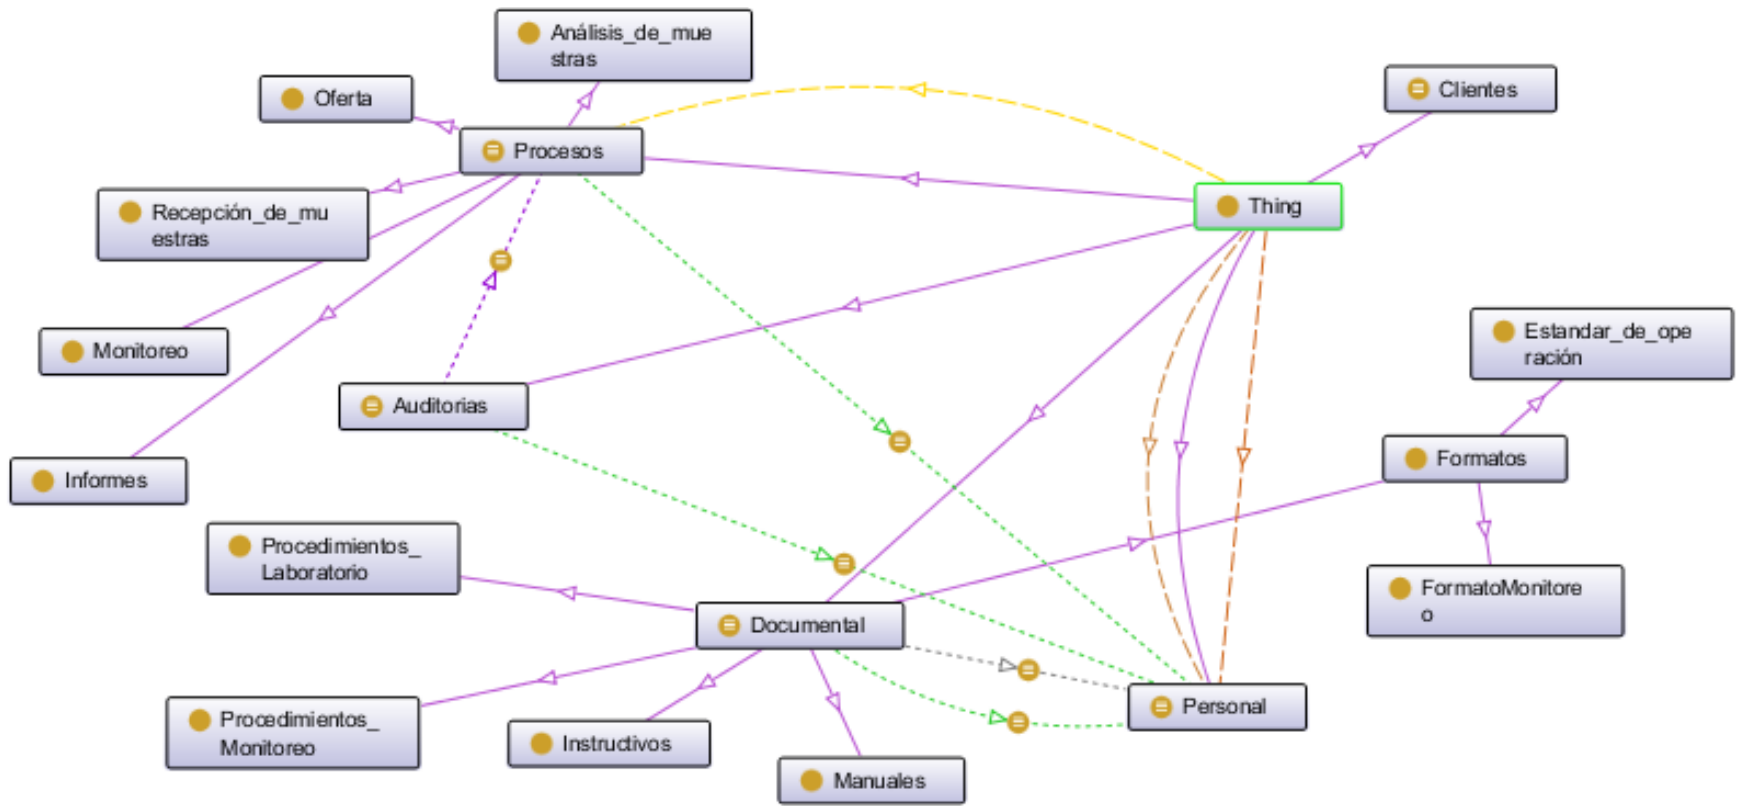 Análisis_de_mue
stras
Oferta
Clientes
Procesos
Thing
Recepción_de_mu
estras
Monitoreo
Estandar_de_ope
ración
Auditorias
Formatos
Informes
Procedimientos_
Laboratorio
FormatoMonitore
o
Documental
Personal
Procedimientos_
Monitoreo
Instructivos
Manuales